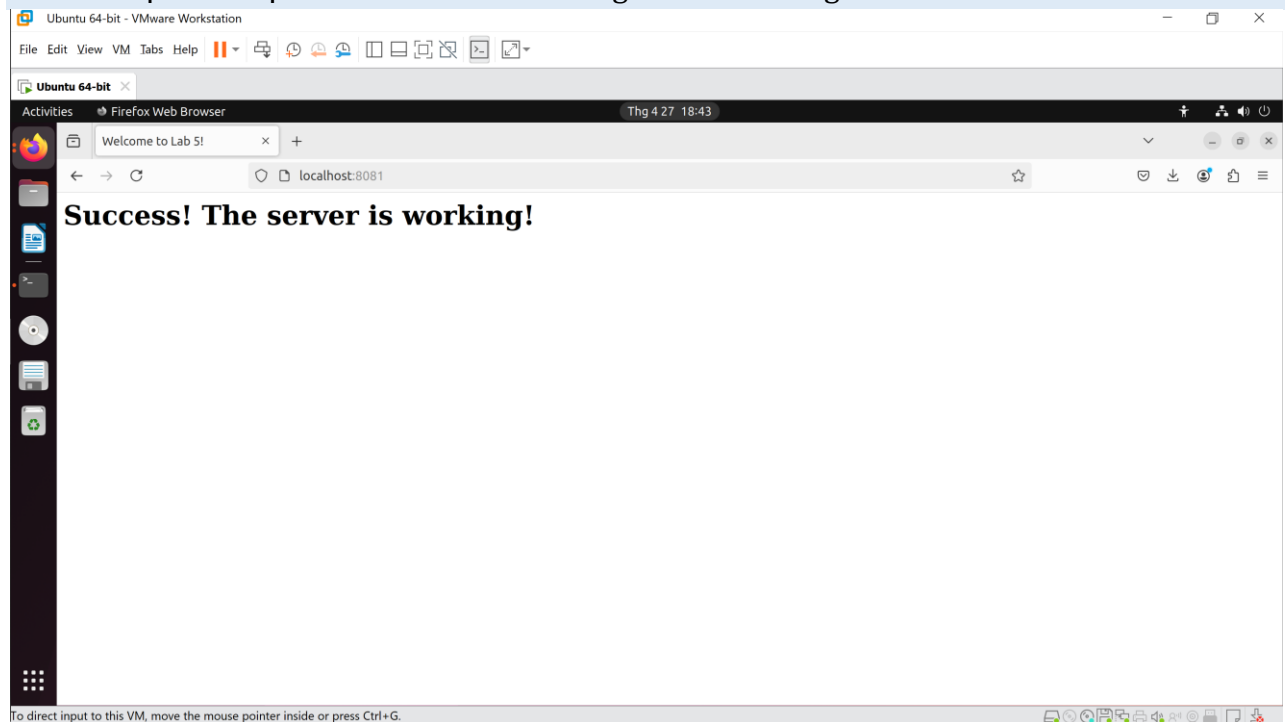 Ubuntu 64-bit - VMware Workstation
File Edit View VM Tabs Help
Ubuntu 64-bit
Activities Firefox Web Browser Thg 4 27 18:43
Welcome to Lab 5!
localhost:8081
Success! The server is working!
To direct input to this VM, move the mouse pointer inside or press Ctrl+G.